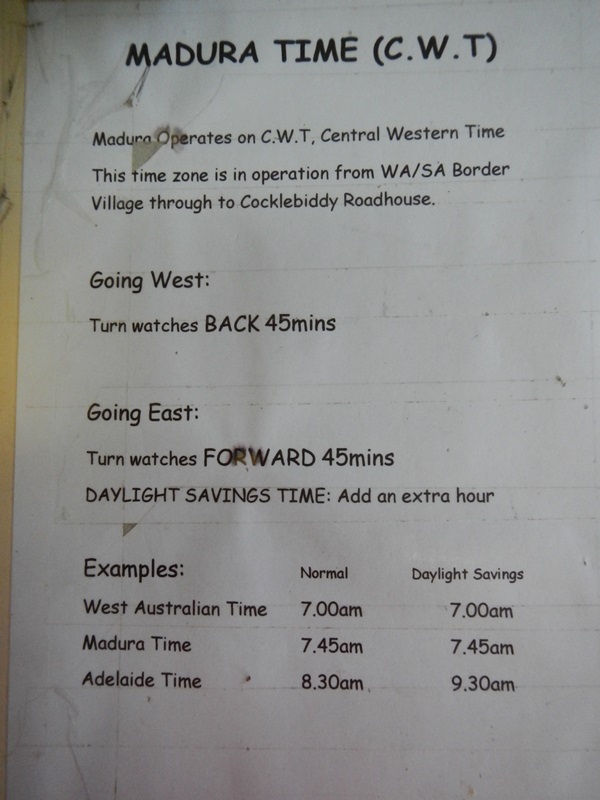 MADURA TIME (C.W.T)
Madura Operates on C.W.T, Central Western Time
This time zone is in operation from WA/SA Border
Village through to Cocklebiddy Roadhouse.
Going West:
Turn watches BACK 45mins
Going East:
Turn watches FORWARD 45mins
DAYLIGHT SAVINGS TIME: Add an extra hour
Examples: Normal Daylight Savings
West Australian Time 7.00am 7.00am
Madura Time 7.45am 7.45am
Adelaide Time 8.30am 9.30am